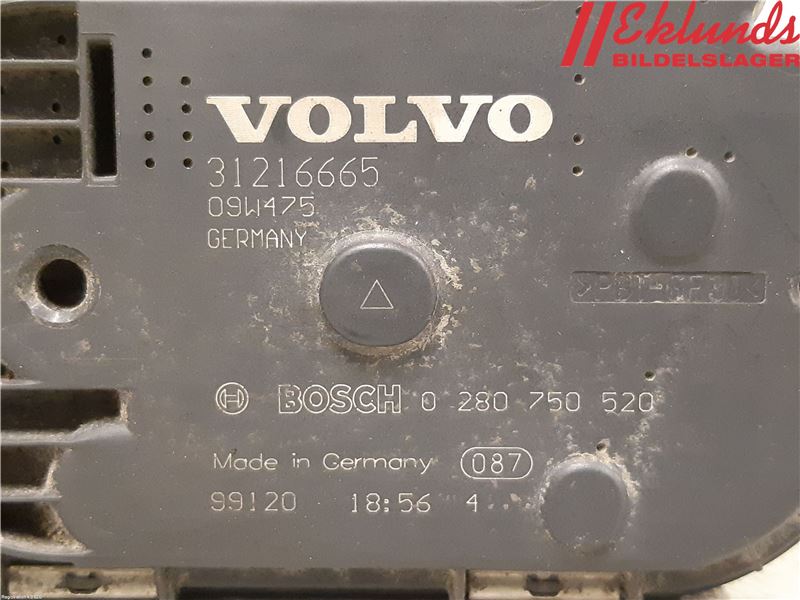 Eklunds
BILDELSLAGER
VOLVO
31216665
09W475
GERMANY
BOSCH 0 280 750 520
Made in Germany 087
99120 18:56 4